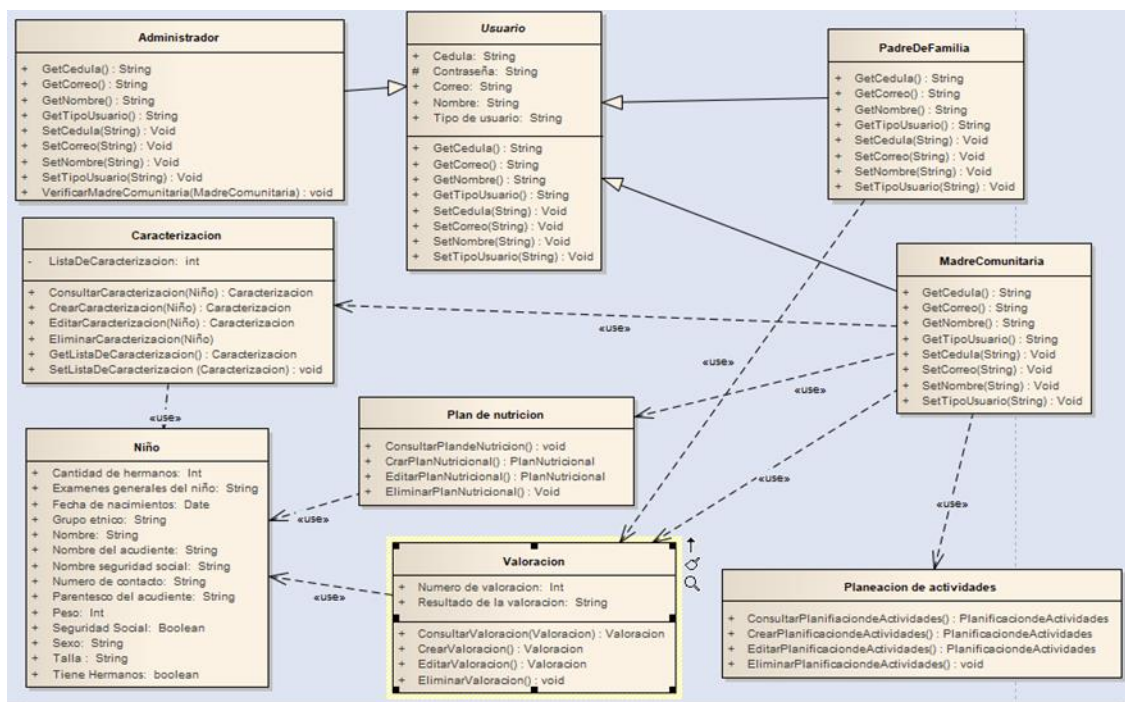 Administrador
+ GetCedula() : String
+ GetCorreo() : String
+ GetNombre() : String
+ GetTipoUsuario() : String
+ SetCedula(String) : Void
+ SetCorreo(String) : Void
+ SetNombre(String) : Void
+ SetTipoUsuario(String) : Void
+ VerificarMadreComunitaria(MadreComunitaria) : void
Usuario
+ Cedula: String
# Contraseña: String
+ Correo: String
+ Nombre: String
+ Tipo de usuario: String
+ GetCedula() : String
+ GetCorreo() : String
+ GetNombre() : String
+ GetTipoUsuario() : String
+ SetCedula(String) : Void
+ SetCorreo(String) : Void
+ SetNombre(String) : Void
+ SetTipoUsuario(String) : Void
PadreDeFamilia
+ GetCedula() : String
+ GetCorreo() : String
+ GetNombre() : String
+ GetTipoUsuario() : String
+ SetCedula(String) : Void
+ SetCorreo(String) : Void
+ SetNombre(String) : Void
+ SetTipoUsuario(String) : Void
Caracterizacion
- ListaDeCaracterizacion: int
+ ConsultarCaracterizacion(Niño) : Caracterizacion
+ CrearCaracterizacion(Niño) : Caracterizacion
+ EditarCaracterizacion(Niño) : Caracterizacion
+ EliminarCaracterizacion(Niño)
+ GetListaDeCaracterizacion() : Caracterizacion
+ SetListaDeCaracterizacion (Caracterizacion) : void
MadreComunitaria
+ GetCedula() : String
+ GetCorreo() : String
+ GetNombre() : String
+ GetTipoUsuario() : String
+ SetCedula(String) : Void
+ SetCorreo(String) : Void
+ SetNombre(String) : Void
+ SetTipoUsuario(String) : Void
«use»
«use»
«use»
«use»
Niño
+ Cantidad de hermanos: Int
+ Examenes generales del niño: String
+ Fecha de nacimientos: Date
+ Grupo etnico: String
+ Nombre: String
+ Nombre del acudiente: String
+ Nombre seguridad social: String
+ Numero de contacto: String
+ Parentesco del acudiente: String
+ Peso: Int
+ Seguridad Social: Boolean
+ Sexo: String
+ Talla : String
+ Tiene Hermanos: boolean
Plan de nutricion
+ ConsultarPlandeNutricion() : void
+ CrarPlanNutricional() : PlanNutricional
+ EditarPlanNutricional() : PlanNutricional
+ EliminarPlanNutricional() : Void
«use»
«use»
«use»
«use»
Valoracion
+ Numero de valoracion: Int
+ Resultado de la valoracion: String
+ ConsultarValoracion(Valoracion) : Valoracion
+ CrearValoracion() : Valoracion
+ EditarValoracion() : Valoracion
+ EliminarValoracion() : void
Planeacion de actividades
+ ConsultarPlanifiaciondeActividades() : PlanificaciondeActividades
+ CrearPlanificaciondeActividades() : PlanificaciondeActividades
+ EditarPlanificaciondeActividades() : PlanificaciondeActividades
+ EliminarPlanificaciondeActividades() : void